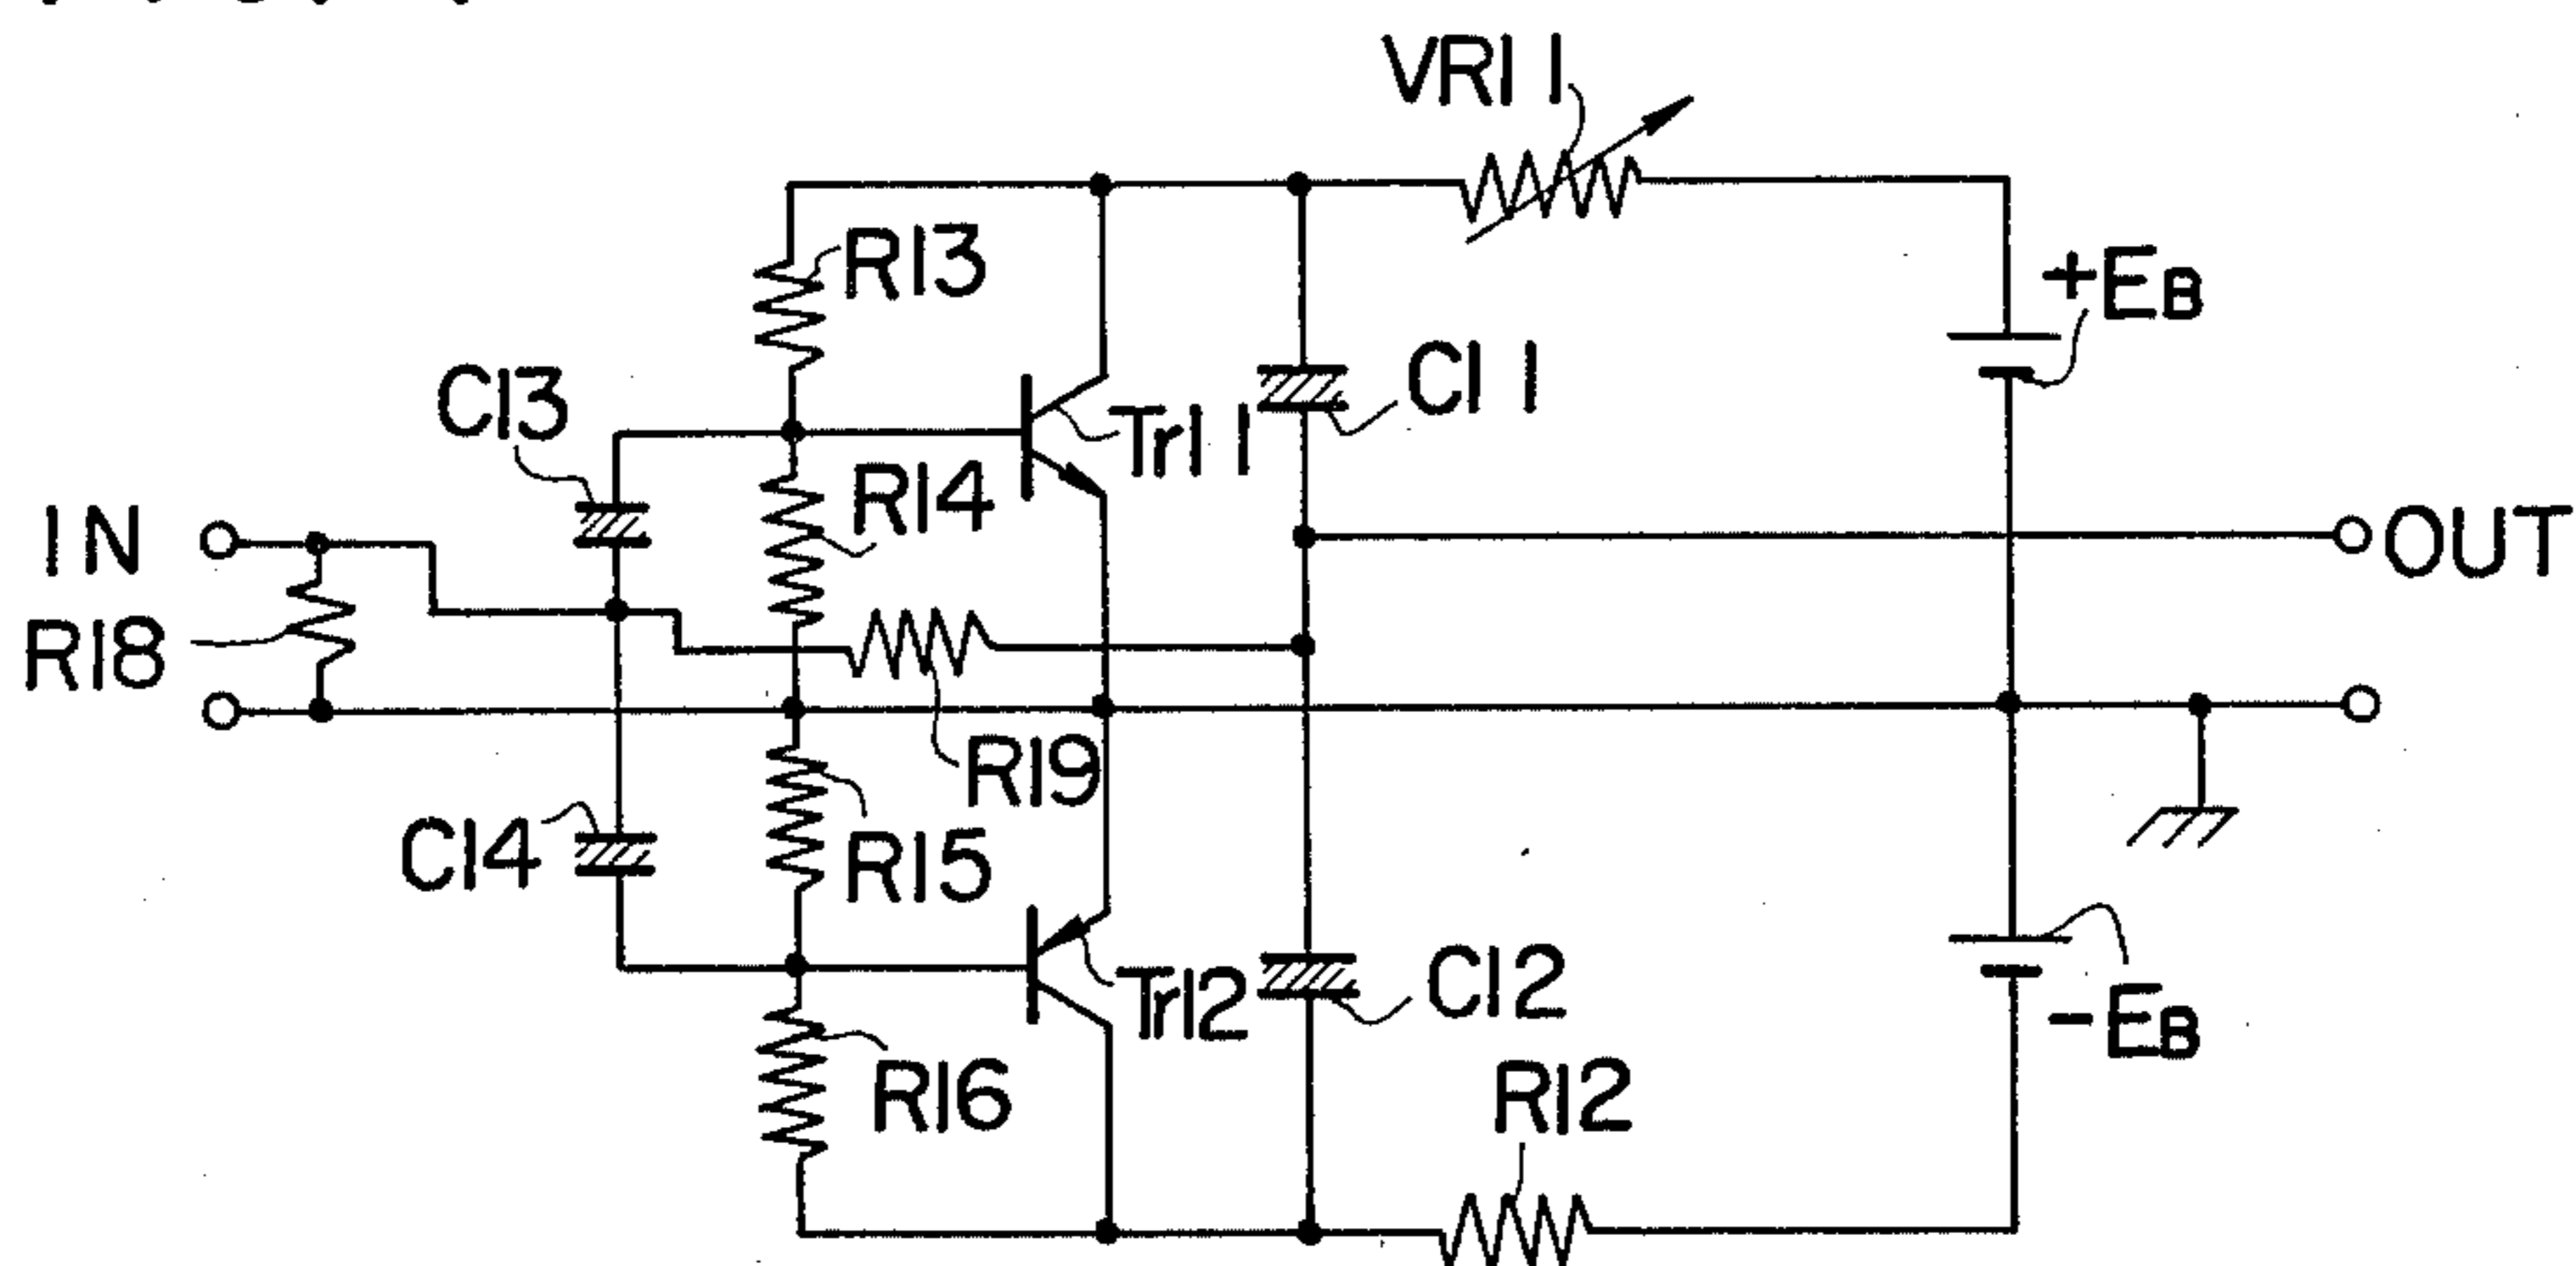 VR11
R13
+EB
C13
C11
Tr11
R14
IN
OUT
R18
R19
C14
R15
C12
Tr12
-EB
R16
R12